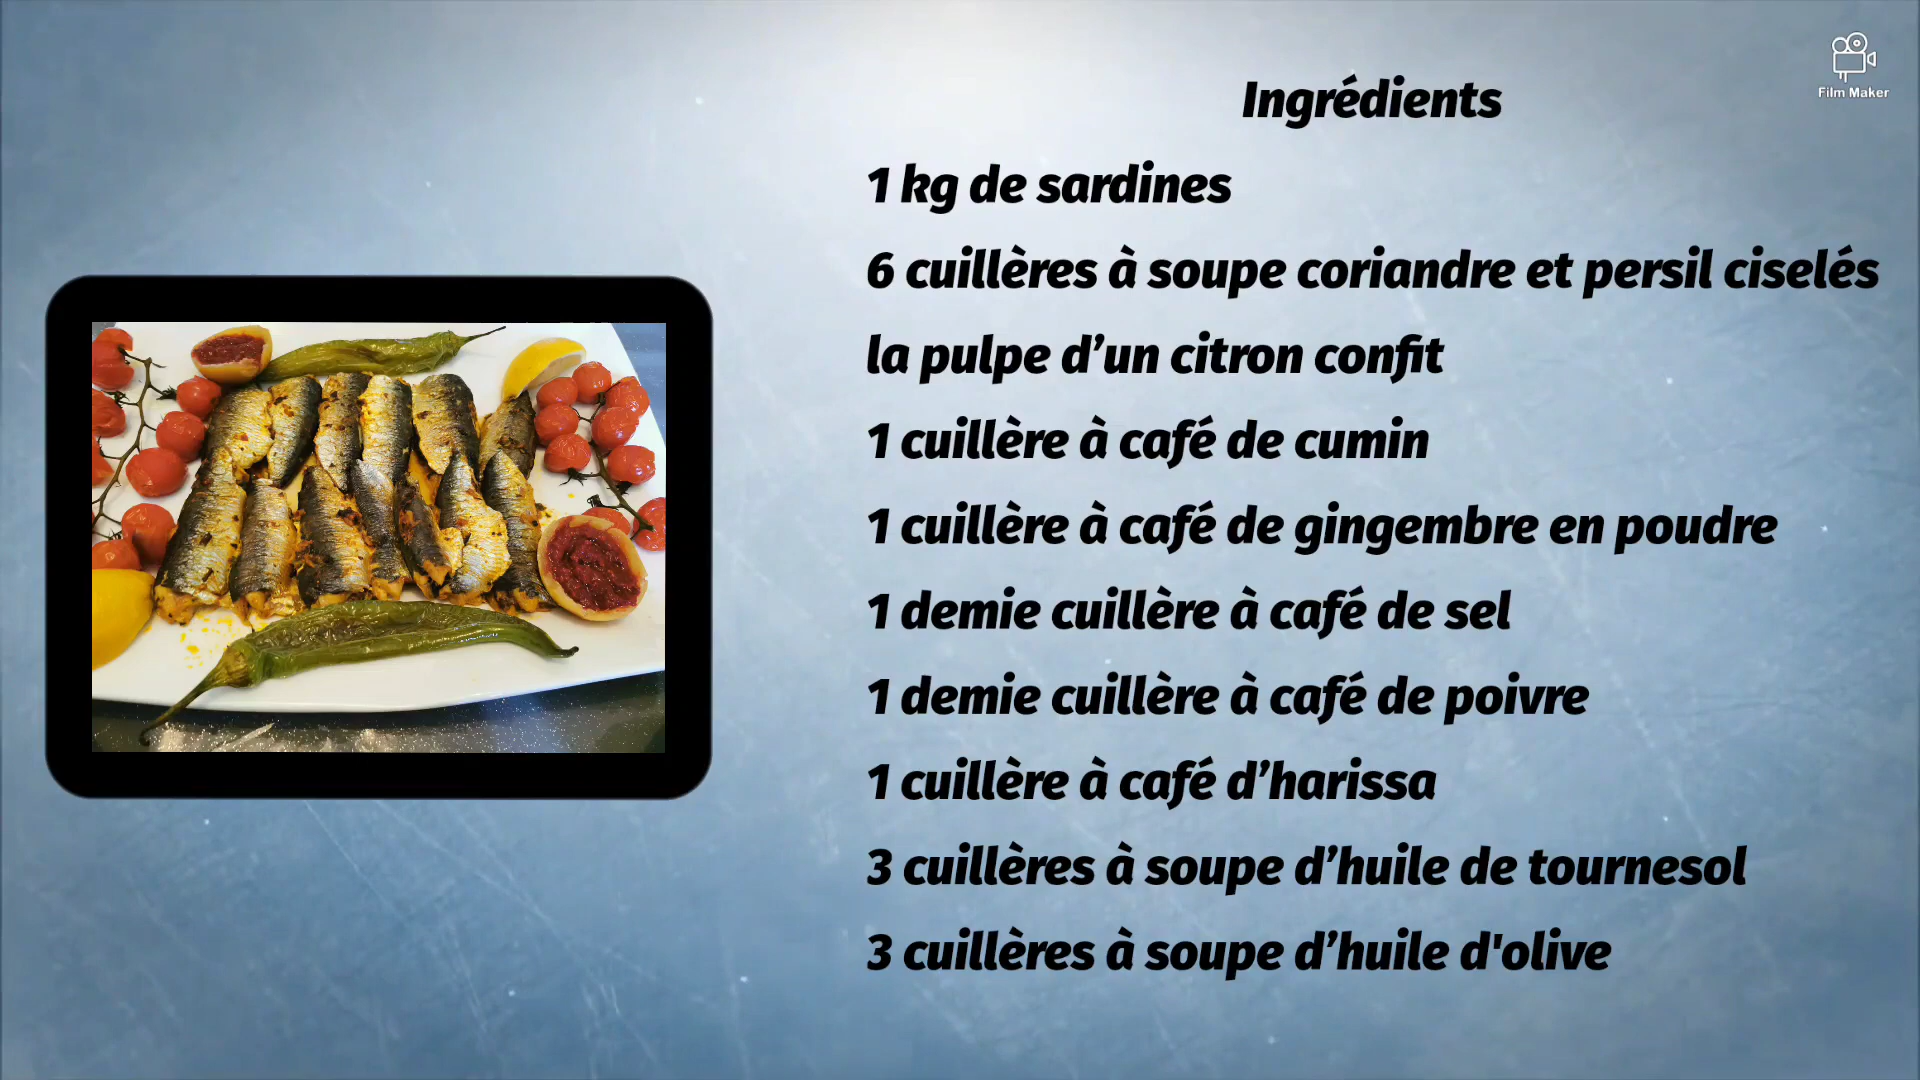 Film Maker
Ingrédients
1 kg de sardines
6 cuillères à soupe coriandre et persil ciselés
la pulpe d’un citron confit
1 cuillère à café de cumin
1 cuillère à café de gingembre en poudre
1 demie cuillère à café de sel
1 demie cuillère à café de poivre
1 cuillère à café d’harissa
3 cuillères à soupe d’huile de tournesol
3 cuillères à soupe d’huile d'olive